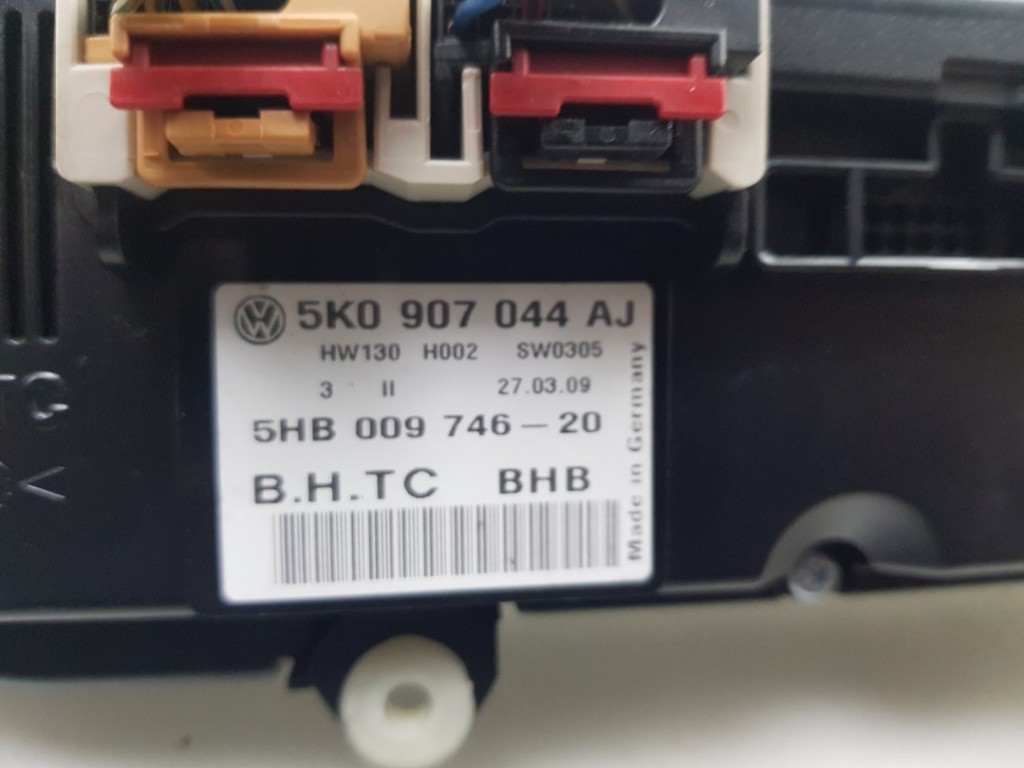 5K0 907 044 AJ
HW130 H002 SW0305
3 II 27.03.09
5HB 009 746-20
B.H.TC BHB
Made in Germany